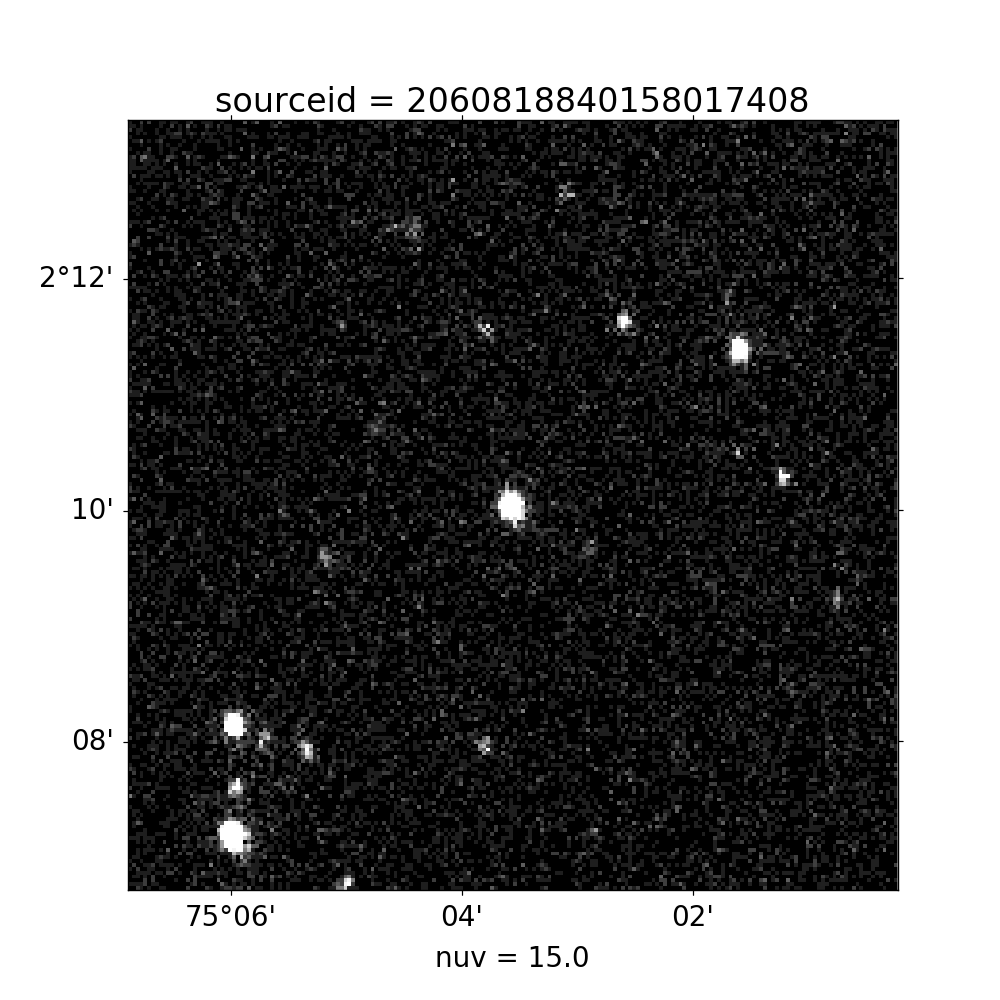 sourceid = 2060818840158017408
2°12'
10'
08'
75°06' 04' 02'
nuv = 15.0